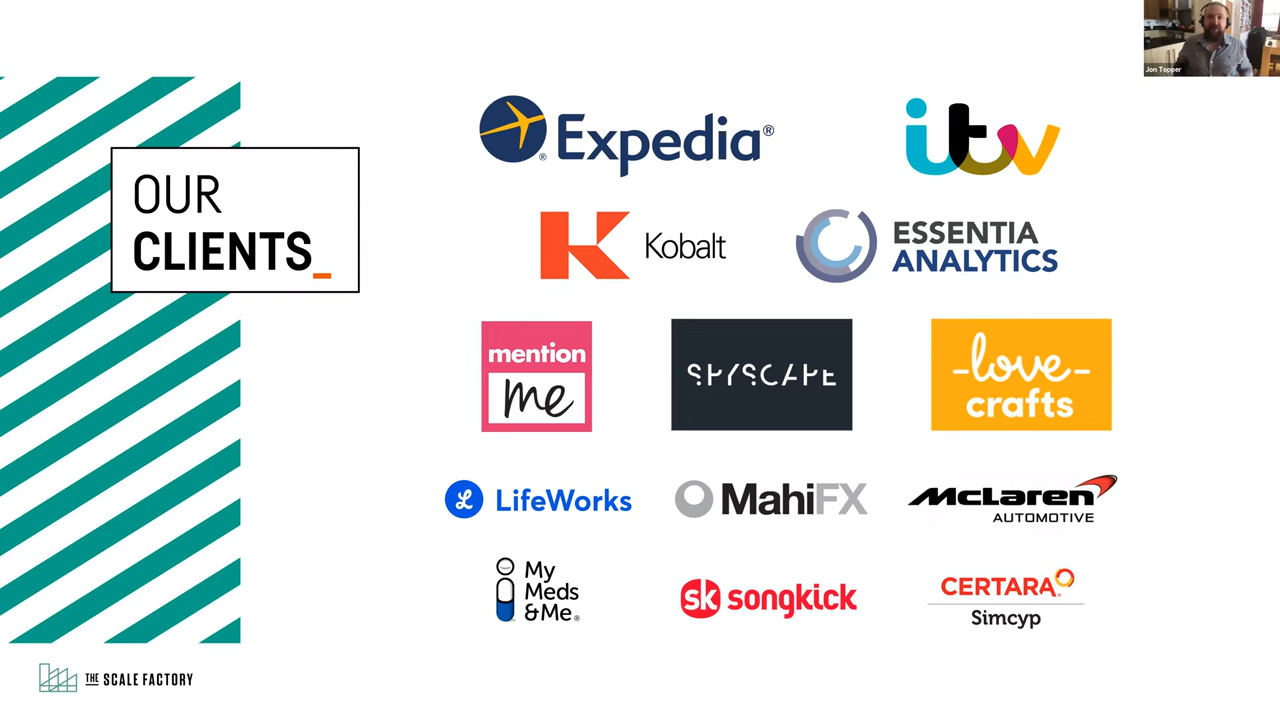 Jon Topper
OUR
CLIENTS_
Expedia®
®
itv
K Kobalt
ESSENTIA
ANALYTICS
mention
me
SPYSCAPE
-love-
crafts
L LifeWorks
MahiFX
McLaren
AUTOMOTIVE
My
Meds
&Me®
sk songkick
CERTARA®
Simcyp
THE SCALE FACTORY